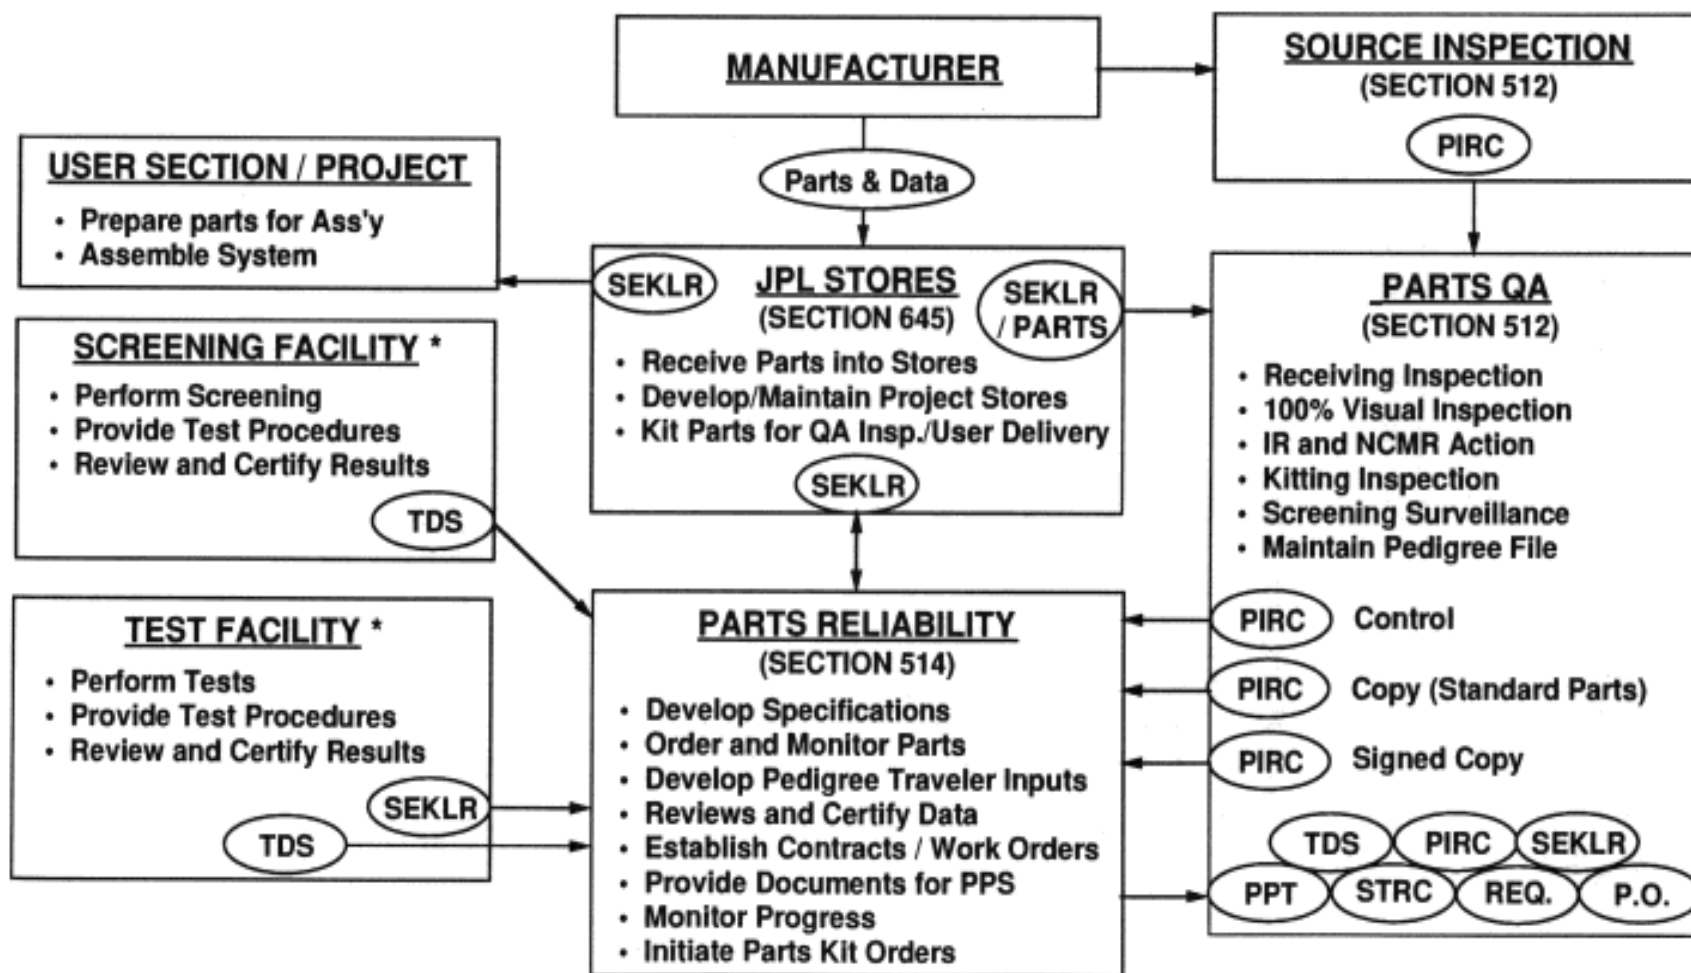 MANUFACTURER
SOURCE INSPECTION
(SECTION 512)
PIRC
Parts & Data
USER SECTION / PROJECT
• Prepare parts for Ass'y
• Assemble System
SEKLR
JPL STORES
(SECTION 645)
SEKLR
/ PARTS
• Receive Parts into Stores
• Develop/Maintain Project Stores
• Kit Parts for QA Insp./User Delivery
SEKLR
PARTS QA
(SECTION 512)
• Receiving Inspection
• 100% Visual Inspection
• IR and NCMR Action
• Kitting Inspection
• Screening Surveillance
• Maintain Pedigree File
PIRC Control
PIRC Copy (Standard Parts)
PIRC Signed Copy
TDS PIRC SEKLR
PPT STRC REQ. P.O.
SCREENING FACILITY *
• Perform Screening
• Provide Test Procedures
• Review and Certify Results
TDS
TEST FACILITY *
• Perform Tests
• Provide Test Procedures
• Review and Certify Results
SEKLR
TDS
PARTS RELIABILITY
(SECTION 514)
• Develop Specifications
• Order and Monitor Parts
• Develop Pedigree Traveler Inputs
• Reviews and Certify Data
• Establish Contracts / Work Orders
• Provide Documents for PPS
• Monitor Progress
• Initiate Parts Kit Orders